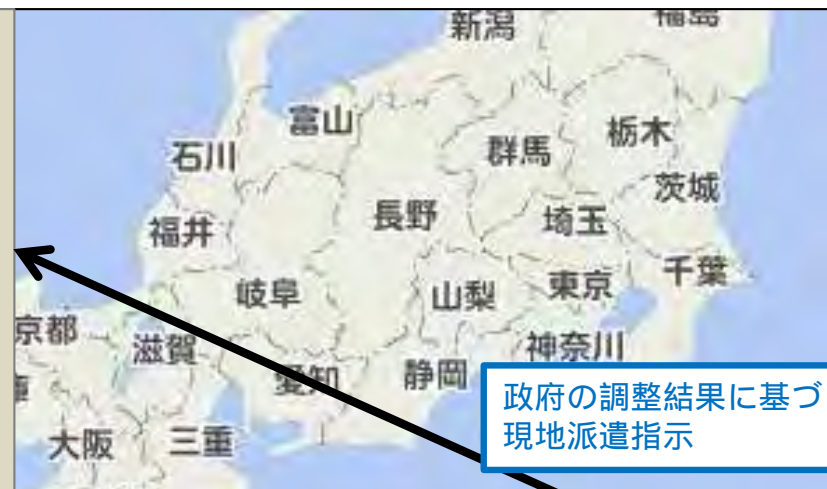 新潟
福島
富山
石川
群馬
栃木
茨城
長野
福井
埼玉
岐阜
山梨
東京
千葉
京都
滋賀
神奈川
愛知
静岡
政府の調整結果に基づ
現地派遣指示
大阪
三重